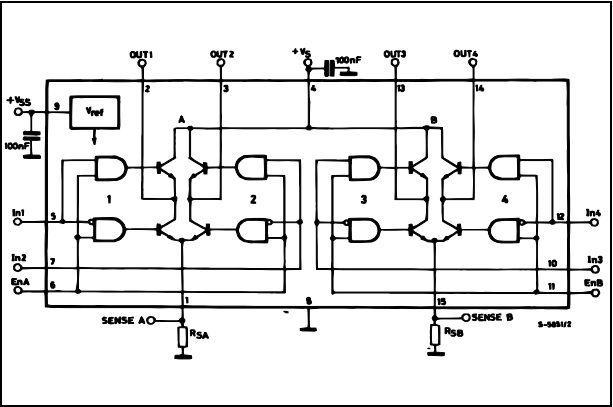 OUT1 OUT2 +VS 100nF OUT3 OUT4
2 3 4 13 14
+VSS 9 Vref A B
100nF
1 2 3 4
In1 5 12 In4
In2 7 10 In3
EnA 6 11 EnB
1 8 15
SENSE A SENSE B S-5851/2
RSA RSB